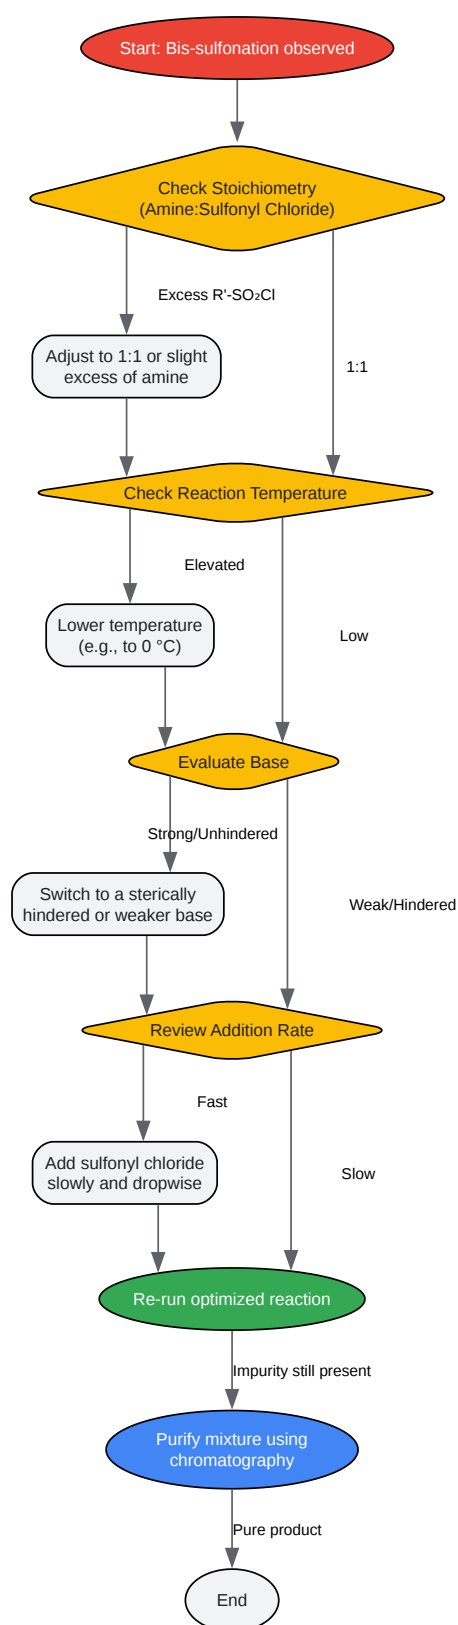 Start: Bis-sulfonation observed
Check Stoichiometry
(Amine:Sulfonyl Chloride)
Excess R'-SO₂Cl
Adjust to 1:1 or slight
excess of amine
1:1
Check Reaction Temperature
Elevated
Lower temperature
(e.g., to 0 °C)
Low
Evaluate Base
Strong/Unhindered
Switch to a sterically
hindered or weaker base
Weak/Hindered
Review Addition Rate
Fast
Add sulfonyl chloride
slowly and dropwise
Slow
Re-run optimized reaction
Impurity still present
Purify mixture using
chromatography
Pure product
End